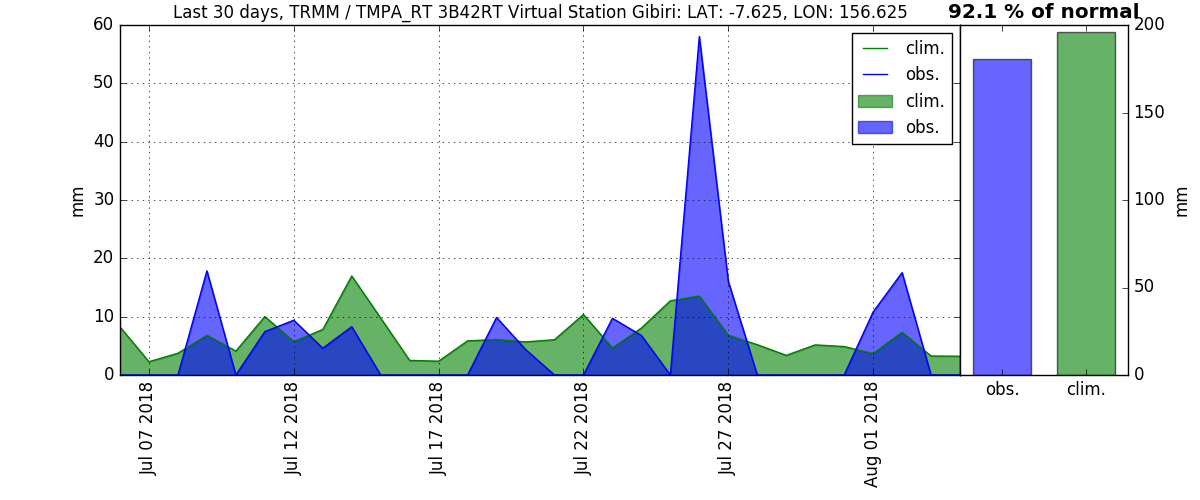 Last 30 days, TRMM / TMPA_RT 3B42RT Virtual Station Gibiri: LAT: -7.625, LON: 156.625
92.1 % of normal
60
50
40
30
20
10
0
mm
clim.
obs.
clim.
obs.
Jul 07 2018
Jul 12 2018
Jul 17 2018
Jul 22 2018
Jul 27 2018
Aug 01 2018
200
150
100
50
0
mm
obs.
clim.